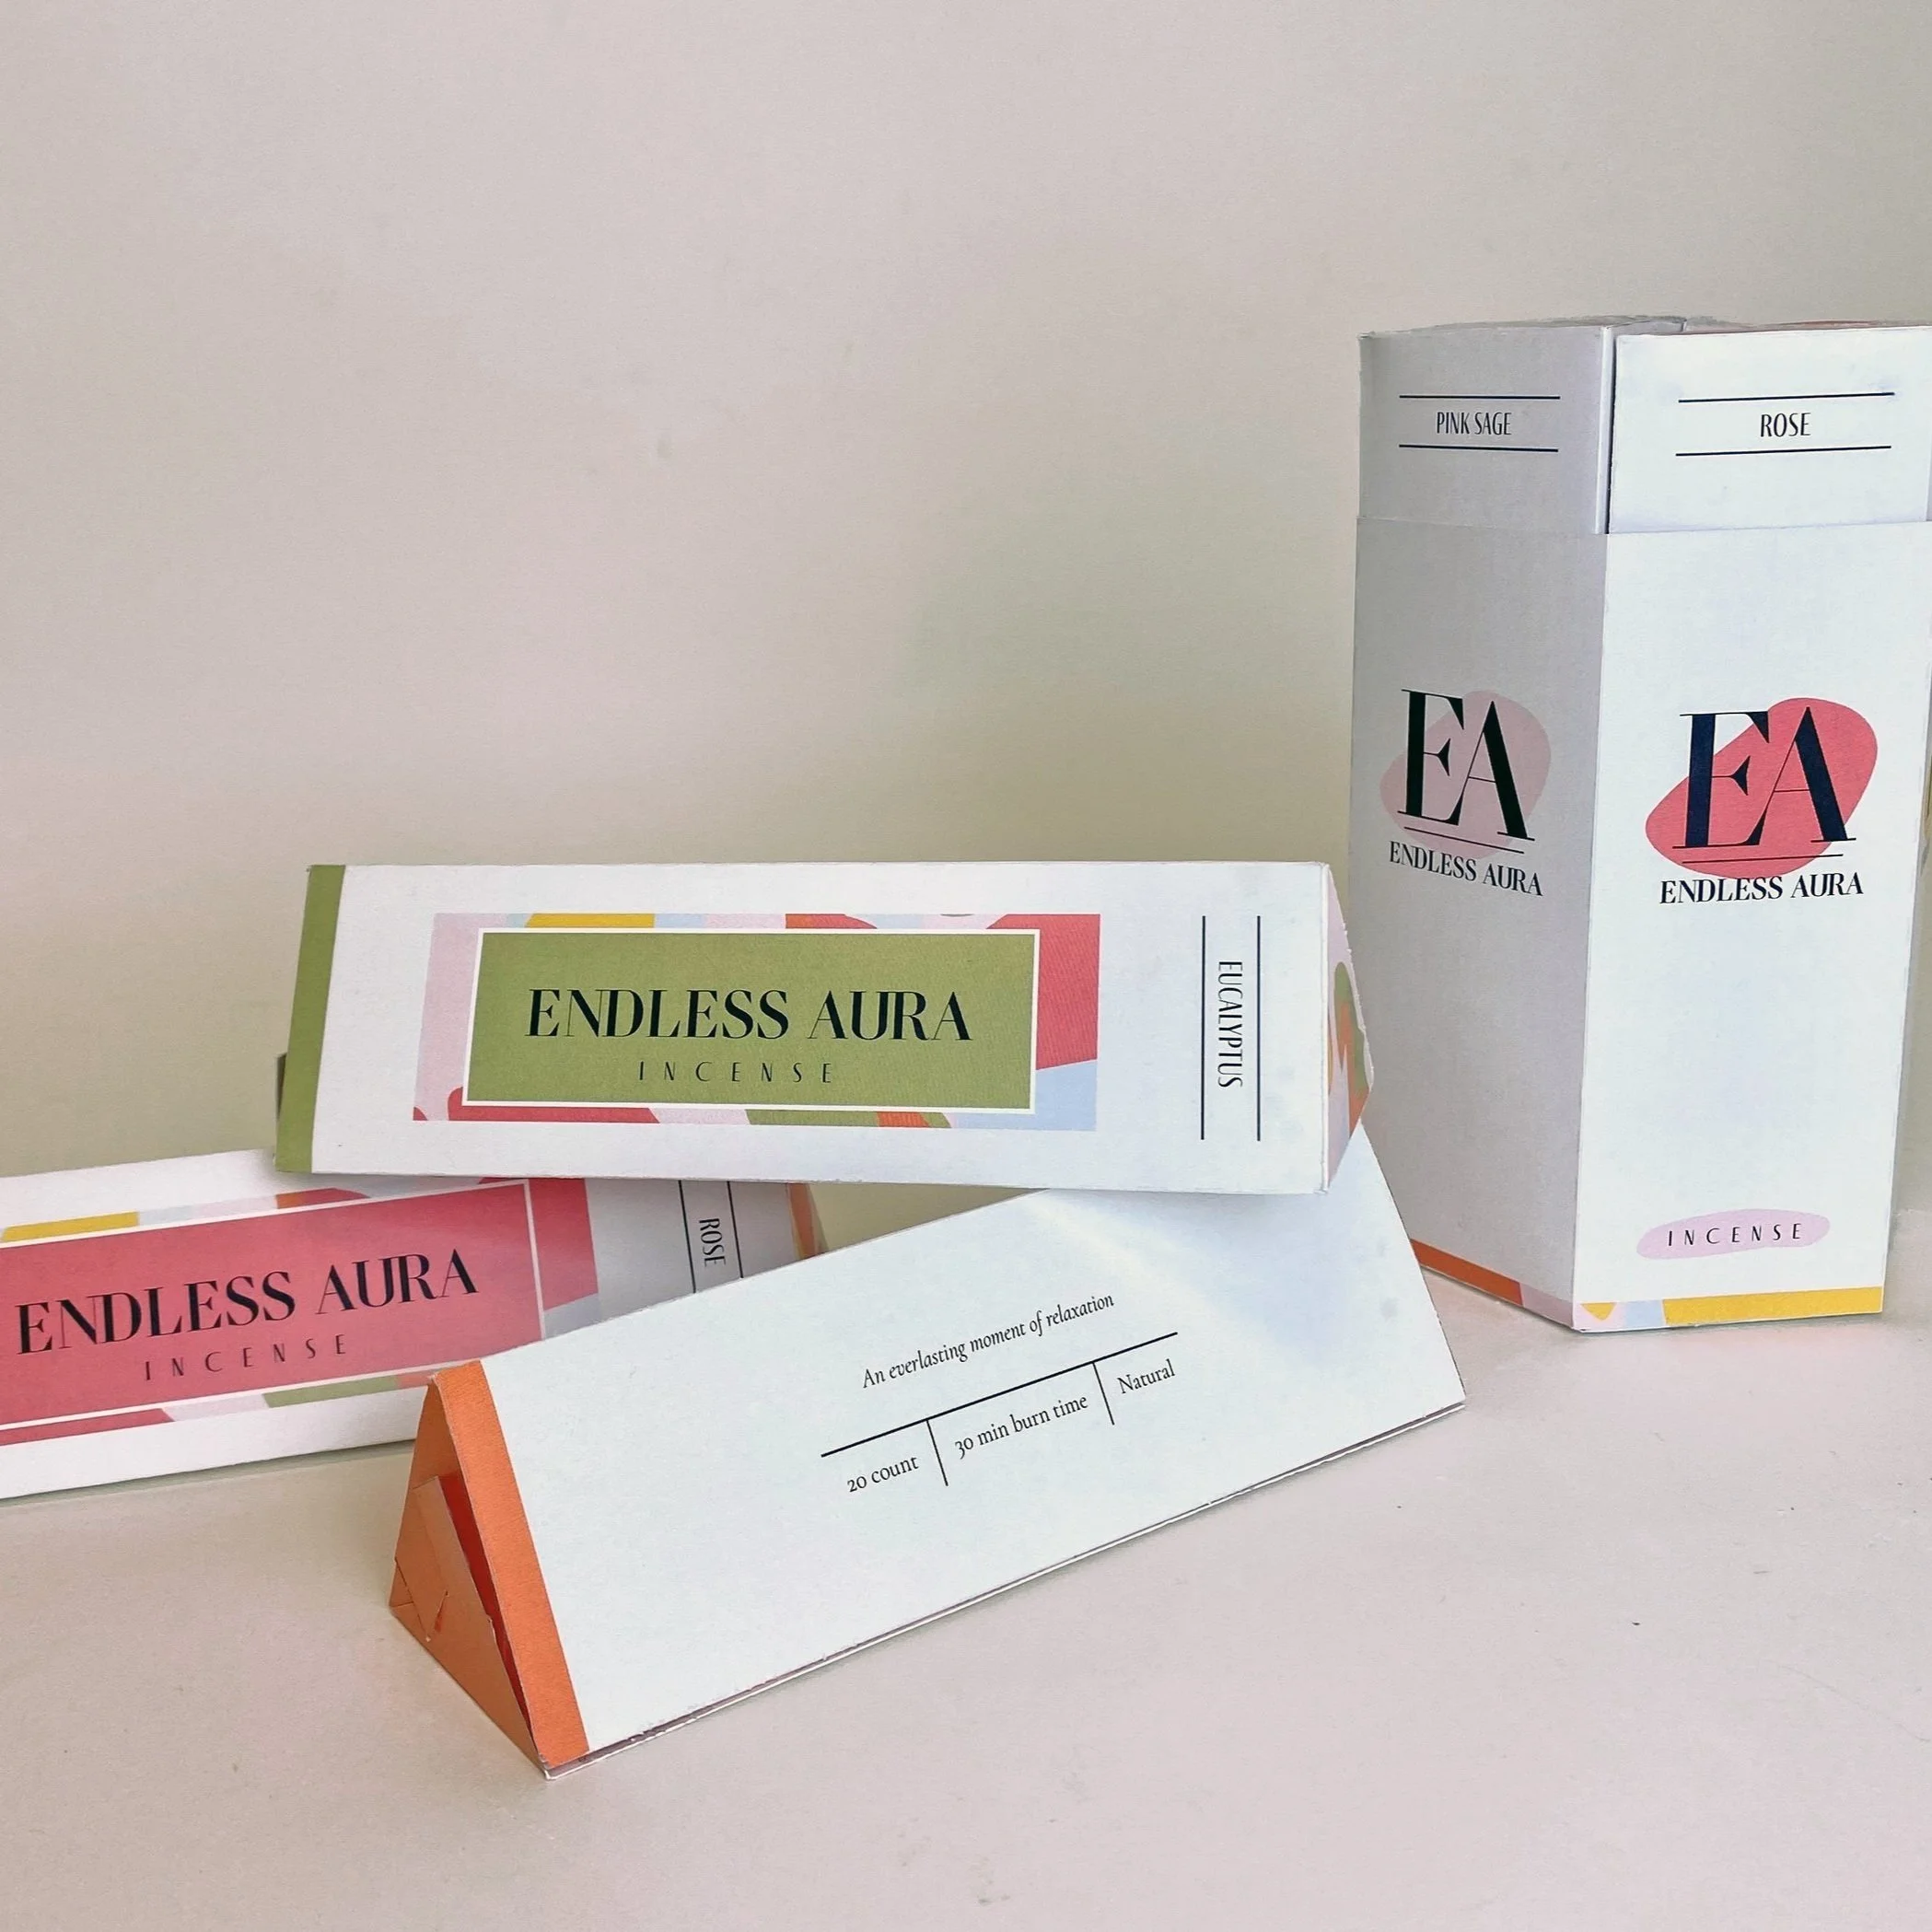 PINK SAGE
ROSE
EA
ENDLESS AURA
EA
ENDLESS AURA
INCENSE
ENDLESS AURA
INCENSE
EUCALYPTUS
ENDLESS AURA
INCENSE
ROSE
An everlasting moment of relaxation
20 count
30 min burn time
Natural